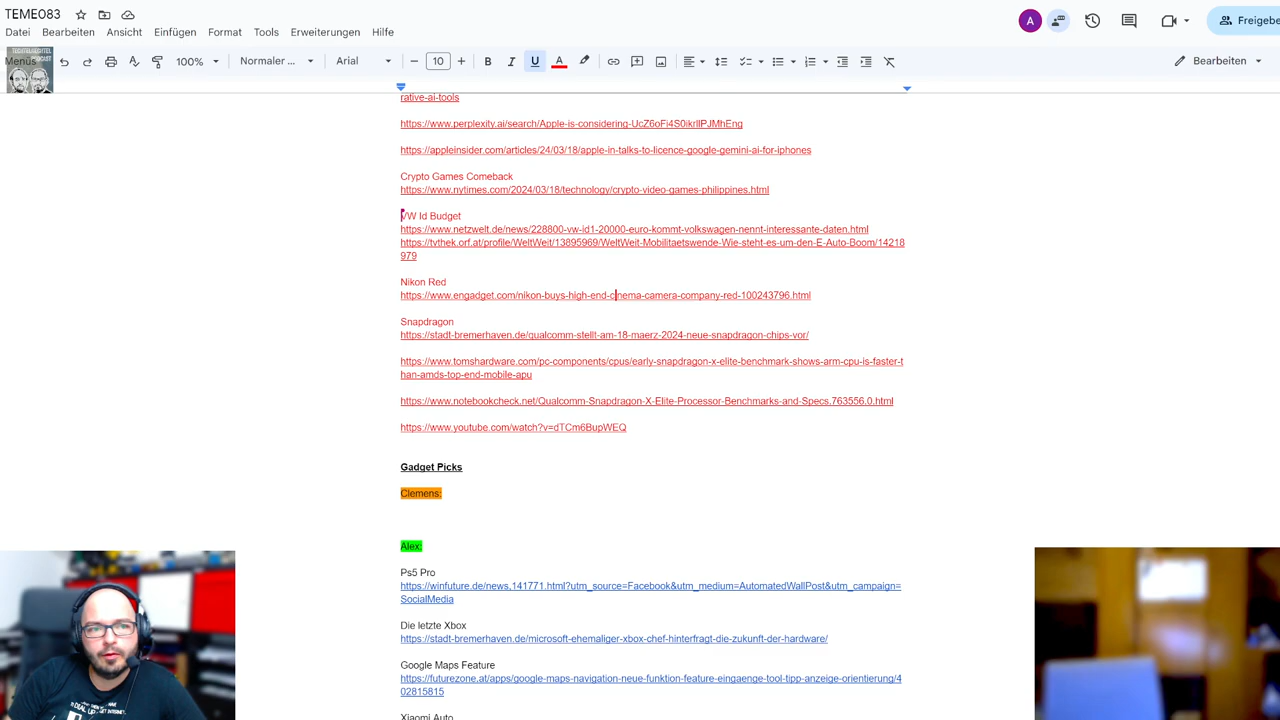 TEME083
Datei Bearbeiten Ansicht Einfügen Format Tools Erweiterungen Hilfe
A
Freigebe
Menüs
100% Normaler ... Arial 10 B I U A
Bearbeiten
rative-ai-tools
https://www.perplexity.ai/search/Apple-is-considering-UcZ6oFi4S0ikrlIPJMhEng
https://appleinsider.com/articles/24/03/18/apple-in-talks-to-licence-google-gemini-ai-for-iphones
Crypto Games Comeback
https://www.nytimes.com/2024/03/18/technology/crypto-video-games-philippines.html
VW Id Budget
https://www.netzwelt.de/news/228800-vw-id1-20000-euro-kommt-volkswagen-nennt-interessante-daten.html
https://tvthek.orf.at/profile/WeltWeit/13895969/WeltWeit-Mobilitaetswende-Wie-steht-es-um-den-E-Auto-Boom/14218
979
Nikon Red
https://www.engadget.com/nikon-buys-high-end-cinema-camera-company-red-100243796.html
Snapdragon
https://stadt-bremerhaven.de/qualcomm-stellt-am-18-maerz-2024-neue-snapdragon-chips-vor/
https://www.tomshardware.com/pc-components/cpus/early-snapdragon-x-elite-benchmark-shows-arm-cpu-is-faster-t
han-amds-top-end-mobile-apu
https://www.notebookcheck.net/Qualcomm-Snapdragon-X-Elite-Processor-Benchmarks-and-Specs.763556.0.html
https://www.youtube.com/watch?v=dTCm6BupWEQ
Gadget Picks
Clemens:
Alex:
Ps5 Pro
https://winfuture.de/news,141771.html?utm_source=Facebook&utm_medium=AutomatedWallPost&utm_campaign=
SocialMedia
Die letzte Xbox
https://stadt-bremerhaven.de/microsoft-ehemaliger-xbox-chef-hinterfragt-die-zukunft-der-hardware/
Google Maps Feature
https://futurezone.at/apps/google-maps-navigation-neue-funktion-feature-eingaenge-tool-tipp-anzeige-orientierung/4
02815815
Xiaomi Auto